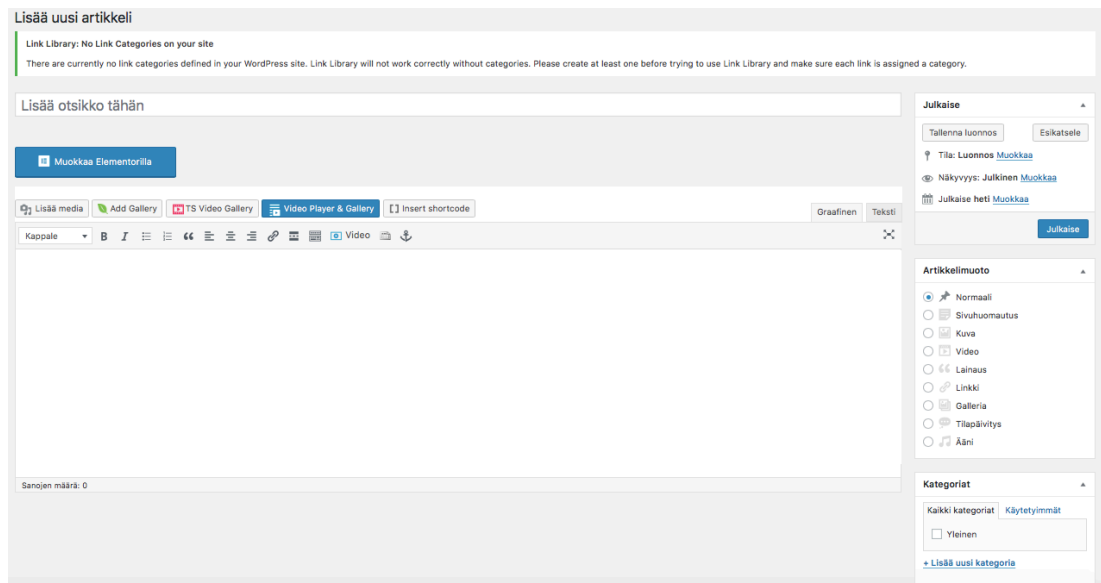 Lisää uusi artikkeli
Link Library: No Link Categories on your site
There are currently no link categories defined in your WordPress site. Link Library will not work correctly without categories. Please create at least one before trying to use Link Library and make sure each link is assigned a category.
Lisää otsikko tähän
Muokkaa Elementorilla
Lisää media
Add Gallery
TS Video Gallery
Video Player & Gallery
[ ] Insert shortcode
Graafinen
Teksti
Kappale
B
I
Video
Sanojen määrä: 0
Julkaise
Tallenna luonnos
Esikatsele
Tila: Luonnos Muokkaa
Näkyvyys: Julkinen Muokkaa
Julkaise heti Muokkaa
Julkaise
Artikkelimuoto
Normaali
Sivuhuomautus
Kuva
Video
Lainaus
Linkki
Galleria
Tilapäivitys
Ääni
Kategoriat
Kaikki kategoriat
Käytetyimmät
Yleinen
+ Lisää uusi kategoria